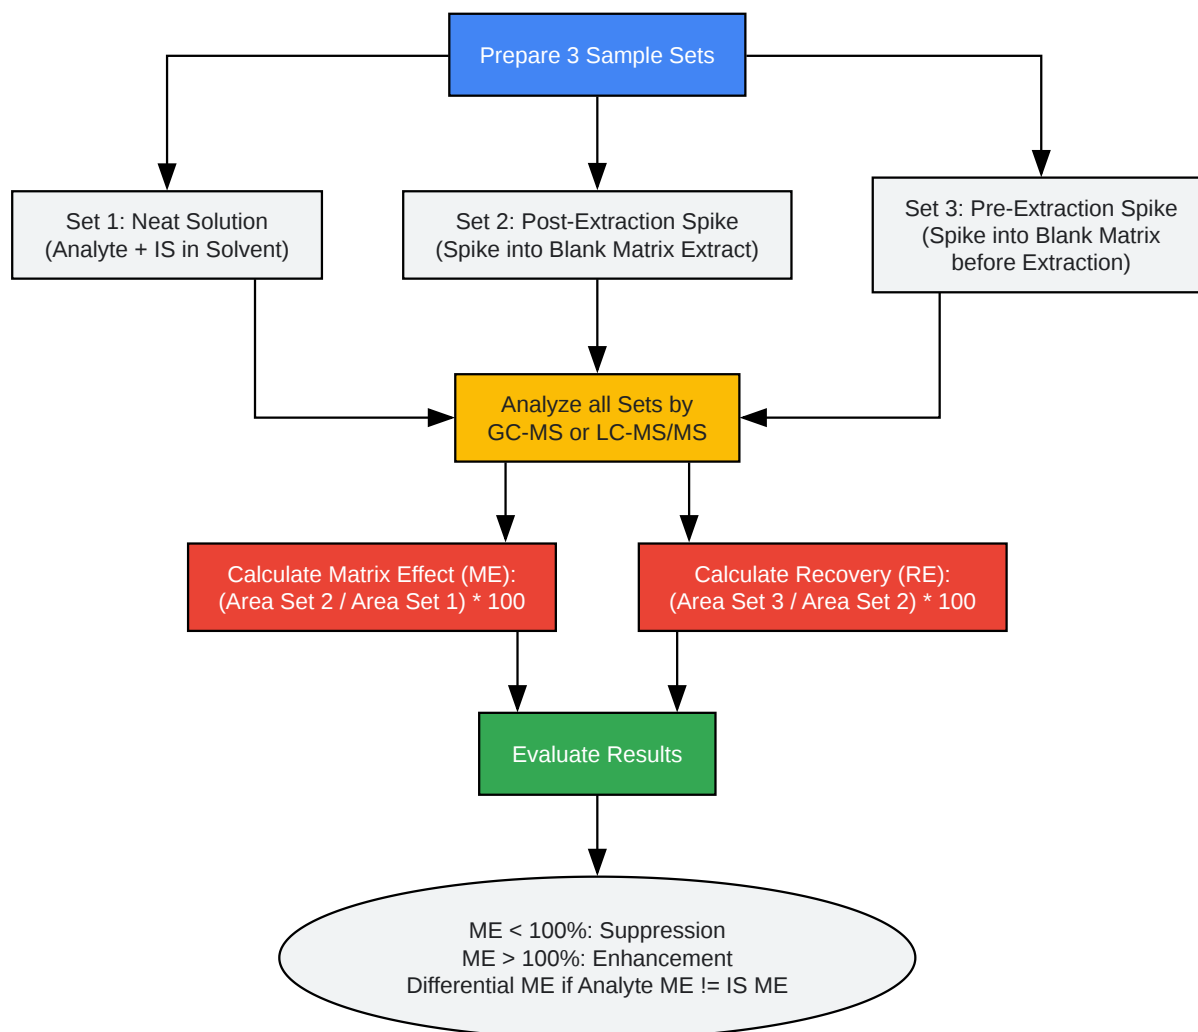 Prepare 3 Sample Sets
Set 1: Neat Solution
(Analyte + IS in Solvent)
Set 2: Post-Extraction Spike
(Spike into Blank Matrix Extract)
Set 3: Pre-Extraction Spike
(Spike into Blank Matrix
before Extraction)
Analyze all Sets by
GC-MS or LC-MS/MS
Calculate Matrix Effect (ME):
(Area Set 2 / Area Set 1) * 100
Calculate Recovery (RE):
(Area Set 3 / Area Set 2) * 100
Evaluate Results
ME < 100%: Suppression
ME > 100%: Enhancement
Differential ME if Analyte ME != IS ME